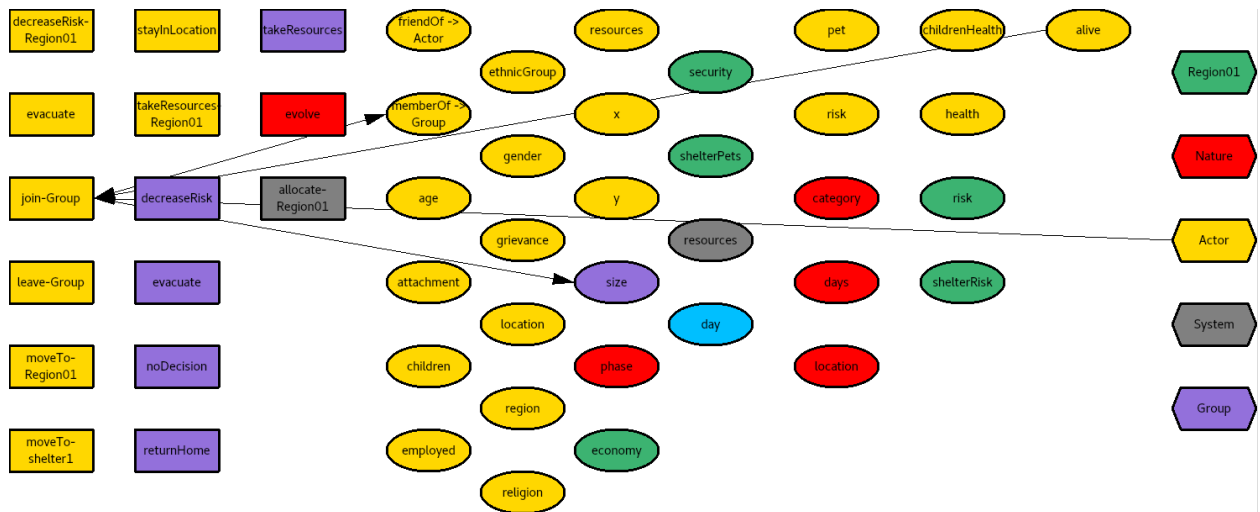 decreaseRisk-
Region01
stayInLocation
takeResources
friendOf ->
Actor
resources
pet
childrenHealth
alive
ethnicGroup
security
Region01
evacuate
takeResources-
Region01
evolve
memberOf ->
Group
x
risk
health
gender
shelterPets
Nature
join-Group
decreaseRisk
allocate-
Region01
age
y
category
risk
grievance
resources
Actor
leave-Group
evacuate
attachment
size
days
shelterRisk
location
day
System
moveTo-
Region01
noDecision
children
phase
location
region
Group
moveTo-
shelter1
returnHome
employed
economy
religion